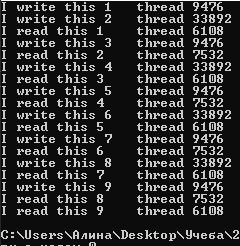 I write this 1 thread 9476
I write this 2 thread 33892
I read this 1 thread 6108
I write this 3 thread 9476
I read this 2 thread 7532
I write this 4 thread 33892
I read this 3 thread 6108
I write this 5 thread 9476
I read this 4 thread 7532
I write this 6 thread 33892
I read this 5 thread 6108
I write this 7 thread 9476
I read this 6 thread 7532
I write this 8 thread 33892
I read this 7 thread 6108
I write this 9 thread 9476
I read this 8 thread 7532
I read this 9 thread 6108
C:\Users\Алина\Desktop\Учеба\2